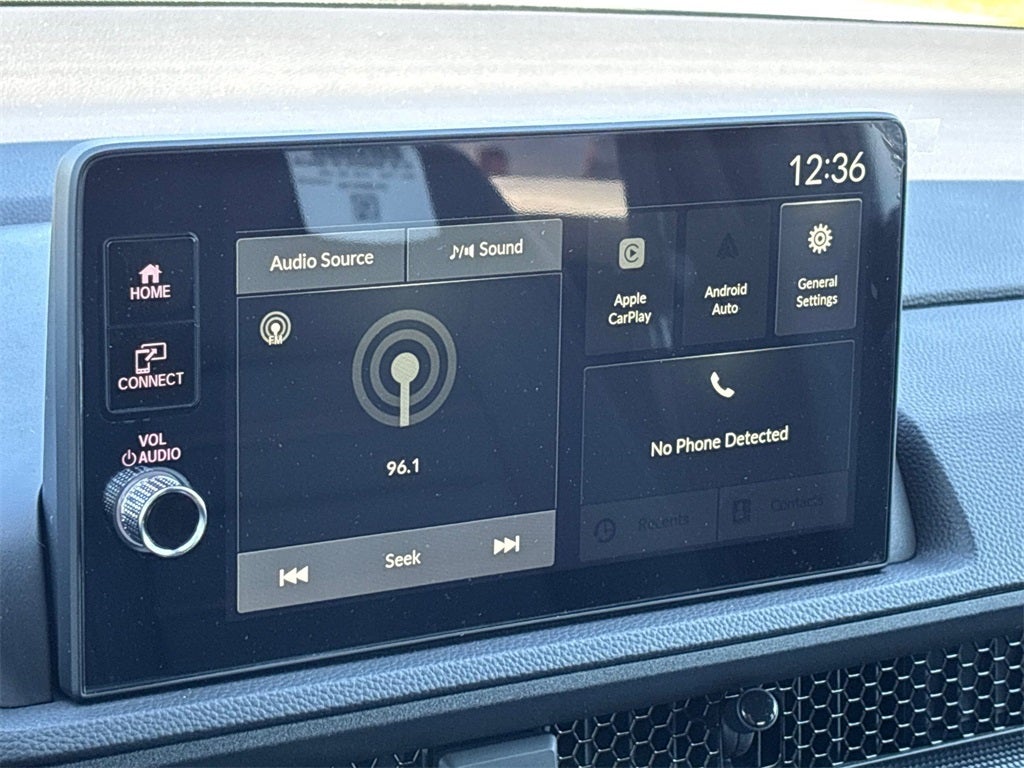 12:36
HOME
CONNECT
VOL
AUDIO
Audio Source
Sound
FM
96.1
Seek
Apple
CarPlay
Android
Auto
General
Settings
No Phone Detected
Recents